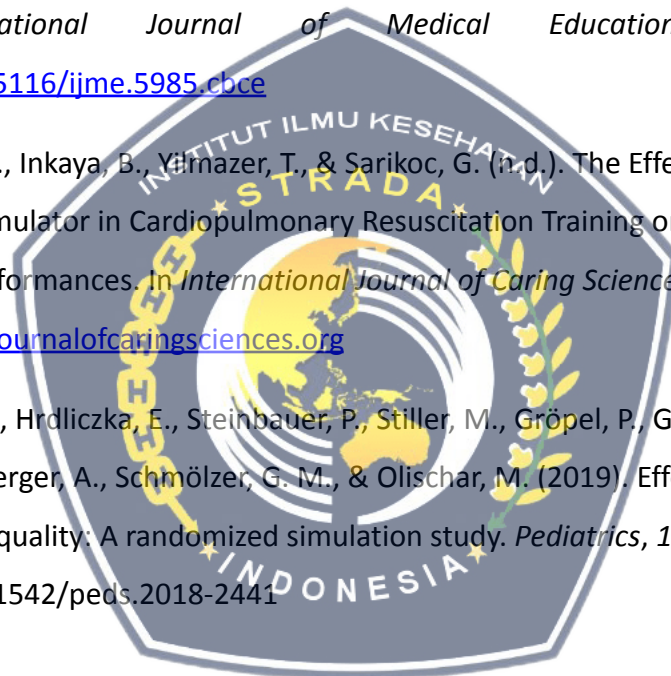 ational Journal of Medical Education
5116/ijme.5985.cbce
INSTITUT ILMU KESEHATAN
., Inkaya, B., Yilmazer, T., & Sarikoc, G. (n.d.). The Effe
STRADA
mulator in Cardiopulmonary Resuscitation Training o
formances. In International Journal of Caring Science
ournalofcaringsciences.org
., Hrdliczka, E., Steinbauer, P., Stiller, M., Gröpel, P., G
erger, A., Schmölzer, G. M., & Olischar, M. (2019). Eff
quality: A randomized simulation study. Pediatrics, 1
INDONESIA
1542/peds.2018-2441